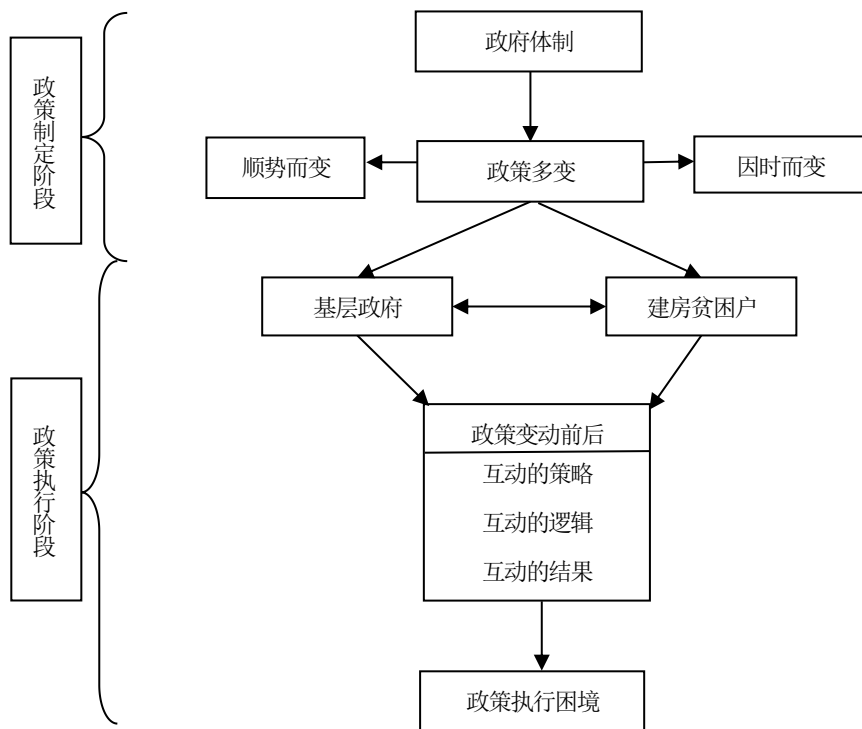 政府体制
政策制定阶段
顺势而变
政策多变
因时而变
基层政府
建房贫困户
政策执行阶段
政策变动前后
互动的策略
互动的逻辑
互动的结果
政策执行困境